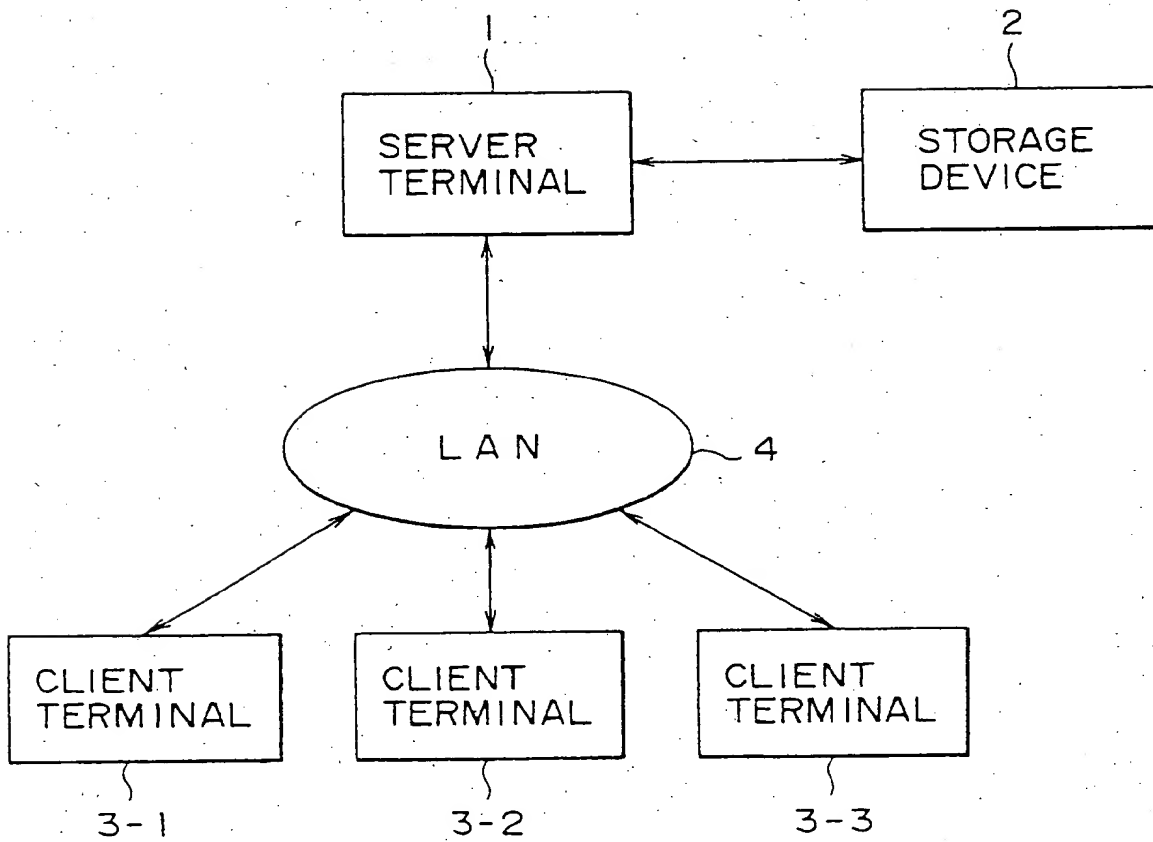 1
2
SERVER
TERMINAL
STORAGE
DEVICE
LAN
4
CLIENT
TERMINAL
CLIENT
TERMINAL
CLIENT
TERMINAL
3-1
3-2
3-3